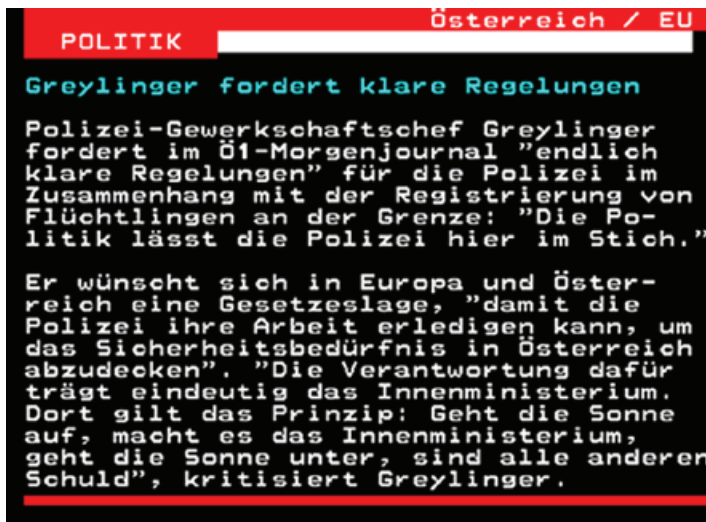 Österreich / EU
POLITIK
Greylinger fordert klare Regelungen
Polizei-Gewerkschaftschef Greylinger
fordert im Ö1-Morgenjournal "endlich
klare Regelungen" für die Polizei im
Zusammenhang mit der Registrierung von
Flüchtlingen an der Grenze: "Die Po-
litik lässt die Polizei hier im Stich."
Er wünscht sich in Europa und Öster-
reich eine Gesetzeslage, "damit die
Polizei ihre Arbeit erledigen kann, um
das Sicherheitsbedürfnis in Österreich
abzudecken". "Die Verantwortung dafür
trägt eindeutig das Innenministerium.
Dort gilt das Prinzip: Geht die Sonne
auf, macht es das Innenministerium,
geht die Sonne unter, sind alle anderen
Schuld", kritisiert Greylinger.